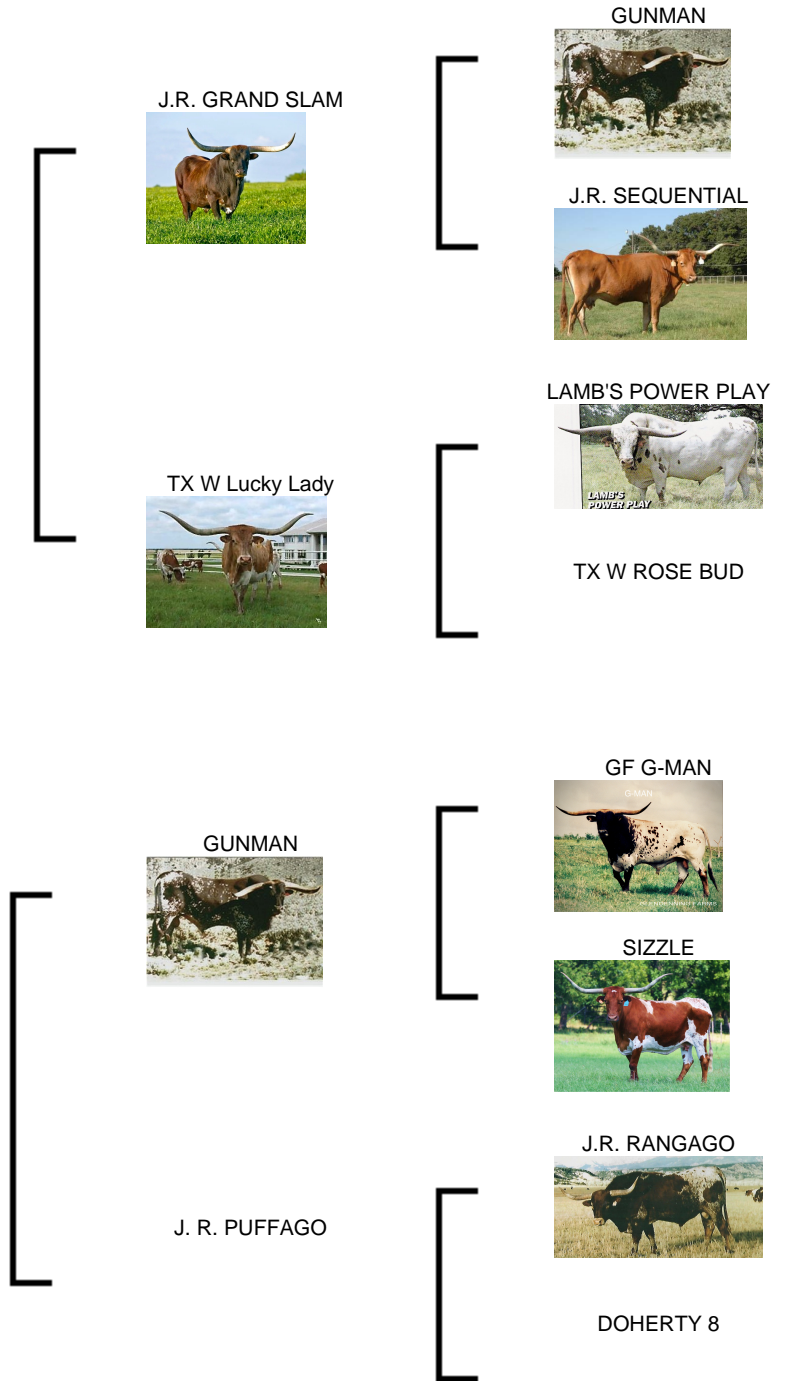 GUNMAN
J.R. GRAND SLAM
J.R. SEQUENTIAL
LAMB'S POWER PLAY
LAMB'S
POWER PLAY
TX W Lucky Lady
TX W ROSE BUD
GF G-MAN
G-MAN
GUNMAN
SIZZLE
J.R. RANGAGO
J. R. PUFFAGO
DOHERTY 8